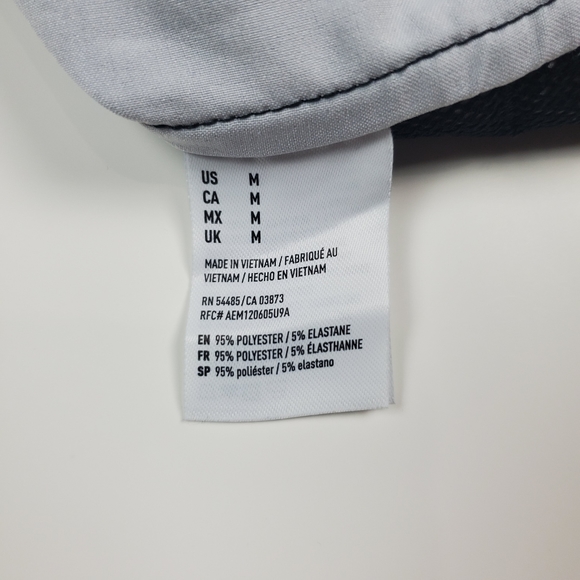 US M
CA M
MX M
UK M
MADE IN VIETNAM / FABRIQUÉ AU
VIETNAM / HECHO EN VIETNAM
RN 54485/CA 03873
RFC# AEM120605U9A
EN 95% POLYESTER / 5% ELASTANE
FR 95% POLYESTER / 5% ÉLASTHANNE
SP 95% poliéster / 5% elastano